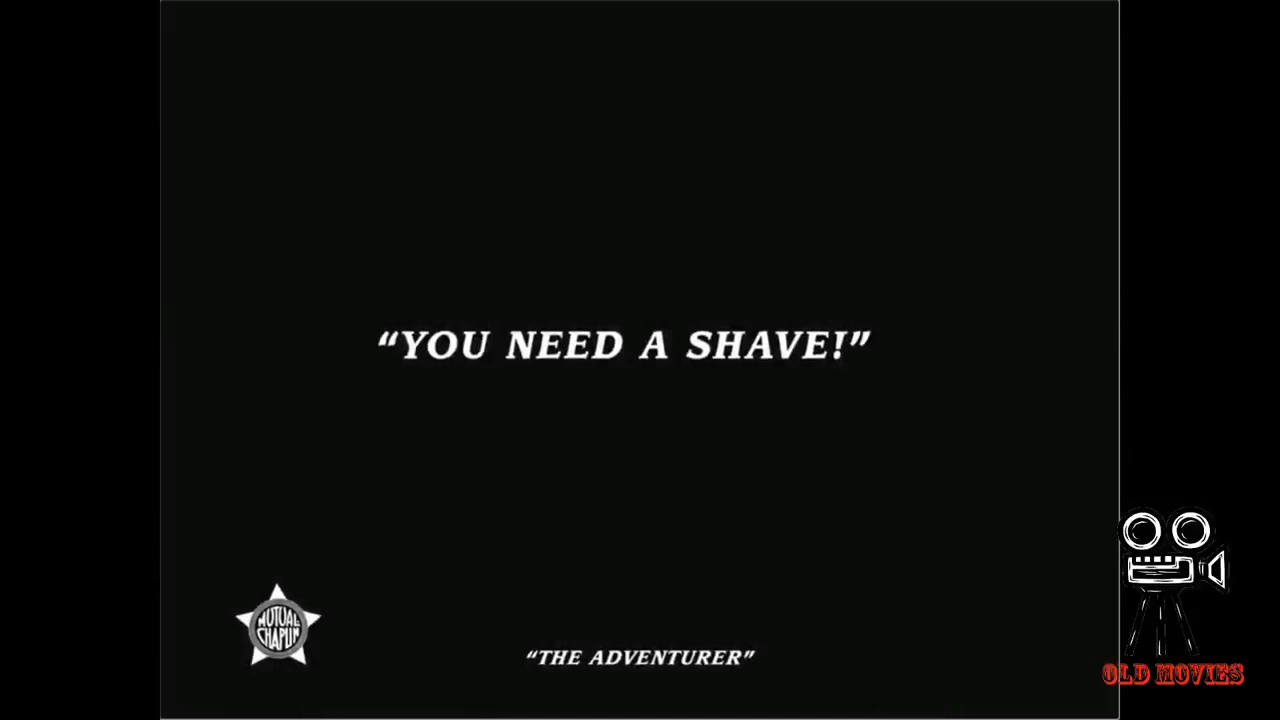 “YOU NEED A SHAVE!”
MUTUAL
CHAPLIN
“THE ADVENTURER”
OLD MOVIES